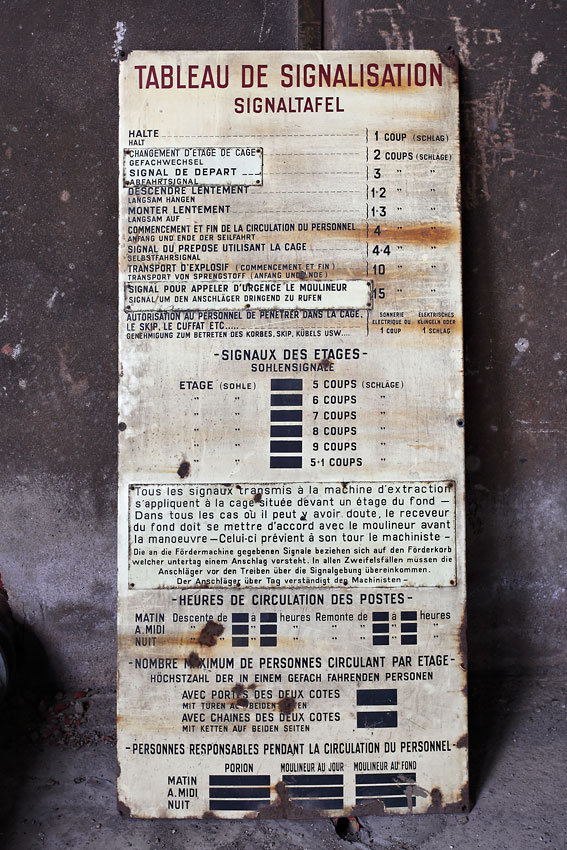 TABLEAU DE SIGNALISATION
SIGNALTAFEL
HALTE 1 COUP (SCHLAG)
HALT
CHANGEMENT D'ETAGE DE CAGE 2 COUPS (SCHLÄGE)
GEFACHWECHSEL
SIGNAL DE DEPART 3 " "
ABFAHRTSIGNAL
DESCENDRE LENTEMENT 1·2 " "
LANGSAM HÄNGEN
MONTER LENTEMENT 1·3 " "
LANGSAM AUF
COMMENCEMENT ET FIN DE LA CIRCULATION DU PERSONNEL 4 " "
ANFANG UND ENDE DER SEILFAHRT
SIGNAL DU PREPOSE UTILISANT LA CAGE 4·4 " "
SELBSTFAHRSIGNAL
TRANSPORT D'EXPLOSIF (COMMENCEMENT ET FIN) 10 " "
TRANSPORT VON SPRENGSTOFF (ANFANG UND ENDE)
SIGNAL POUR APPELER D'URGENCE LE MOULINEUR 15 " "
SIGNAL UM DEN ANSCHLÄGER DRINGEND ZU RUFEN
AUTORISATION AU PERSONNEL DE PENETRER DANS LA CAGE, SONNERIE ELEKTRISCHES
LE SKIP, LE CUFFAT ETC..... ELECTRIQUE OU KLINGELN ODER
GENEHMIGUNG ZUM BETRETEN DES KORBES, SKIP, KÜBELS USW.... 1 COUP 1 SCHLAG
-SIGNAUX DES ETAGES-
SOHLENSIGNALE
ETAGE (SOHLE) 5 COUPS (SCHLÄGE)
" " 6 COUPS "
" " 7 COUPS "
" " 8 COUPS "
" " 9 COUPS "
" " 5·1 COUPS "
Tous les signaux transmis à la machine d'extraction
s'appliquent à la cage située devant un étage du fond —
Dans tous les cas où il peut y avoir doute, le receveur
du fond doit se mettre d'accord avec le moulineur avant
la manoeuvre — Celui-ci prévient à son tour le machiniste -
Die an die Fördermachine gegebenen Signale beziehen sich auf den Förderkorb
welcher untertag einem Anschlag vorsteht. In allen Zweifelsfällen müssen die
Anschläger vor den Treiben über die Signalgebung übereinkommen.
Der Anschläger über Tag verständigt den Machinisten -
-HEURES DE CIRCULATION DES POSTES-
MATIN Descente de à heures Remonte de à heures
A.MIDI " " " " " "
NUIT " " " " " "
-NOMBRE MAXIMUM DE PERSONNES CIRCULANT PAR ETAGE-
HÖCHSTZAHL DER IN EINEM GEFACH FAHRENDEN PERSONEN
AVEC PORTES DES DEUX COTES
MIT TÜREN AUF BEIDEN SEITEN
AVEC CHAINES DES DEUX COTES
MIT KETTEN AUF BEIDEN SEITEN
-PERSONNES RESPONSABLES PENDANT LA CIRCULATION DU PERSONNEL-
PORION MOULINEUR AU JOUR MOULINEUR AU FOND
MATIN
A.MIDI
NUIT